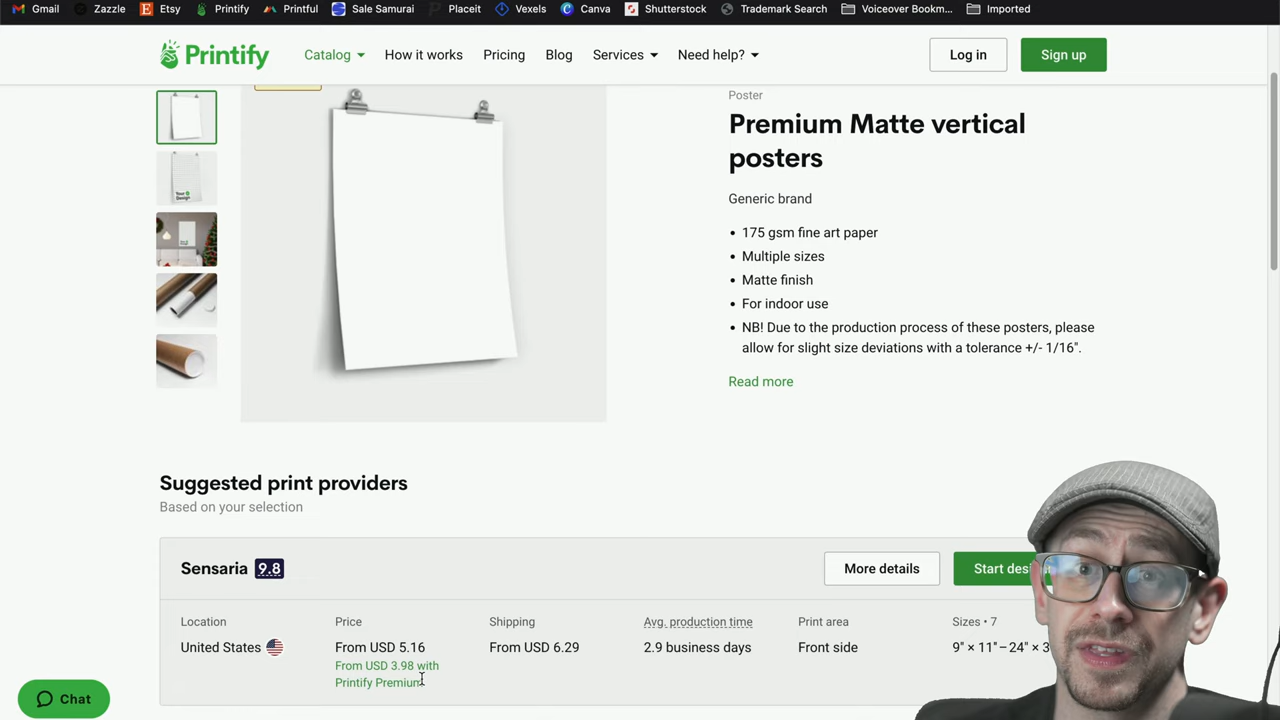 Gmail Zazzle Etsy Printify Printful Sale Samurai Placeit Vexels Canva Shutterstock Trademark Search Voiceover Bookm... Imported
Printify Catalog How it works Pricing Blog Services Need help? Log in Sign up
Poster
Premium Matte vertical
posters
Generic brand
• 175 gsm fine art paper
• Multiple sizes
• Matte finish
• For indoor use
• NB! Due to the production process of these posters, please
allow for slight size deviations with a tolerance +/- 1/16".
Read more
Your
Design
Suggested print providers
Based on your selection
Sensaria 9.8 More details Start
Location Price Shipping Avg. production time Print area Sizes • 7
United States From USD 5.16 From USD 6.29 2.9 business days Front side 9" × 11" – 24" ×
From USD 3.98 with
Printify Premium
Chat